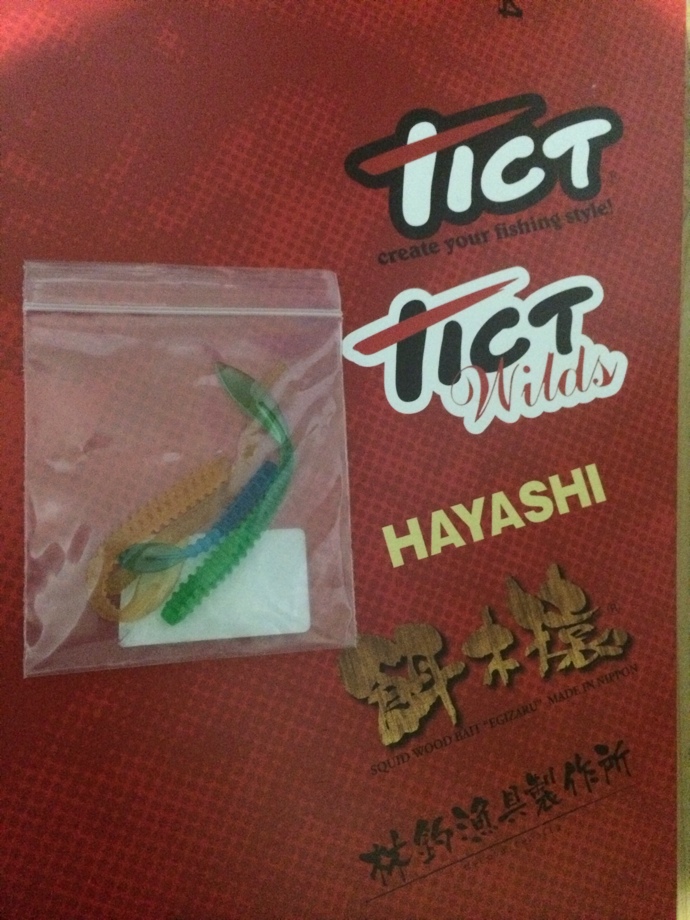 TICT
create your fishing style!
TICT
Wilds
HAYASHI
餌木猿
SQUID WOOD BAIT "EGIZARU" MADE IN NIPPON
林釣漁具製作所